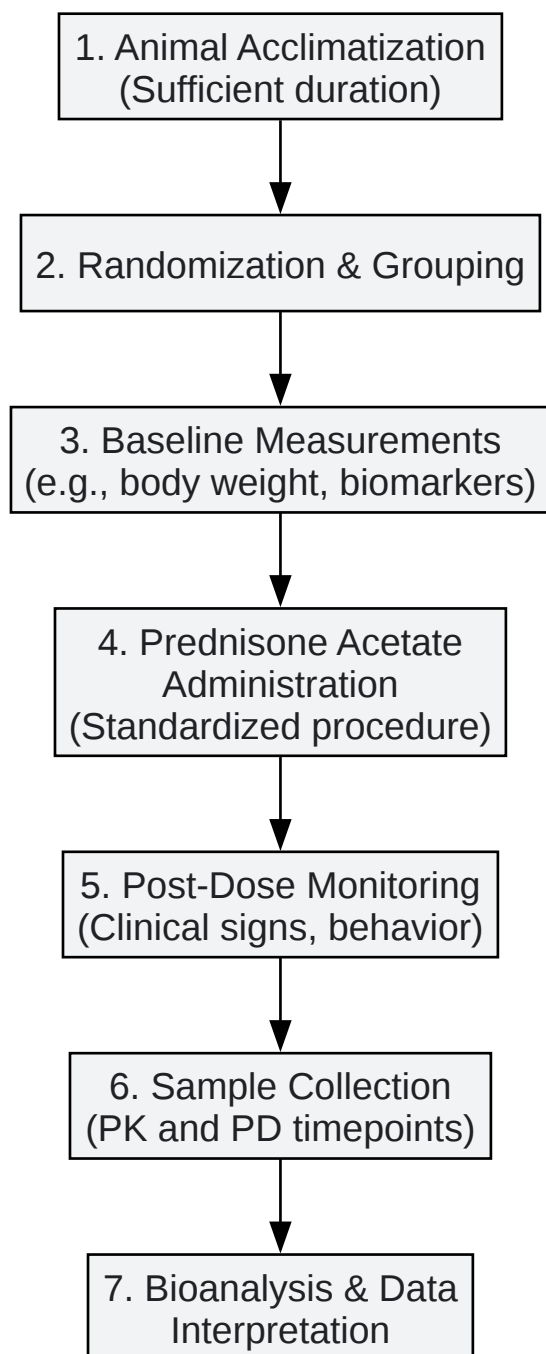 1. Animal Acclimatization
(Sufficient duration)
2. Randomization & Grouping
3. Baseline Measurements
(e.g., body weight, biomarkers)
4. Prednisone Acetate
Administration
(Standardized procedure)
5. Post-Dose Monitoring
(Clinical signs, behavior)
6. Sample Collection
(PK and PD timepoints)
7. Bioanalysis & Data
Interpretation